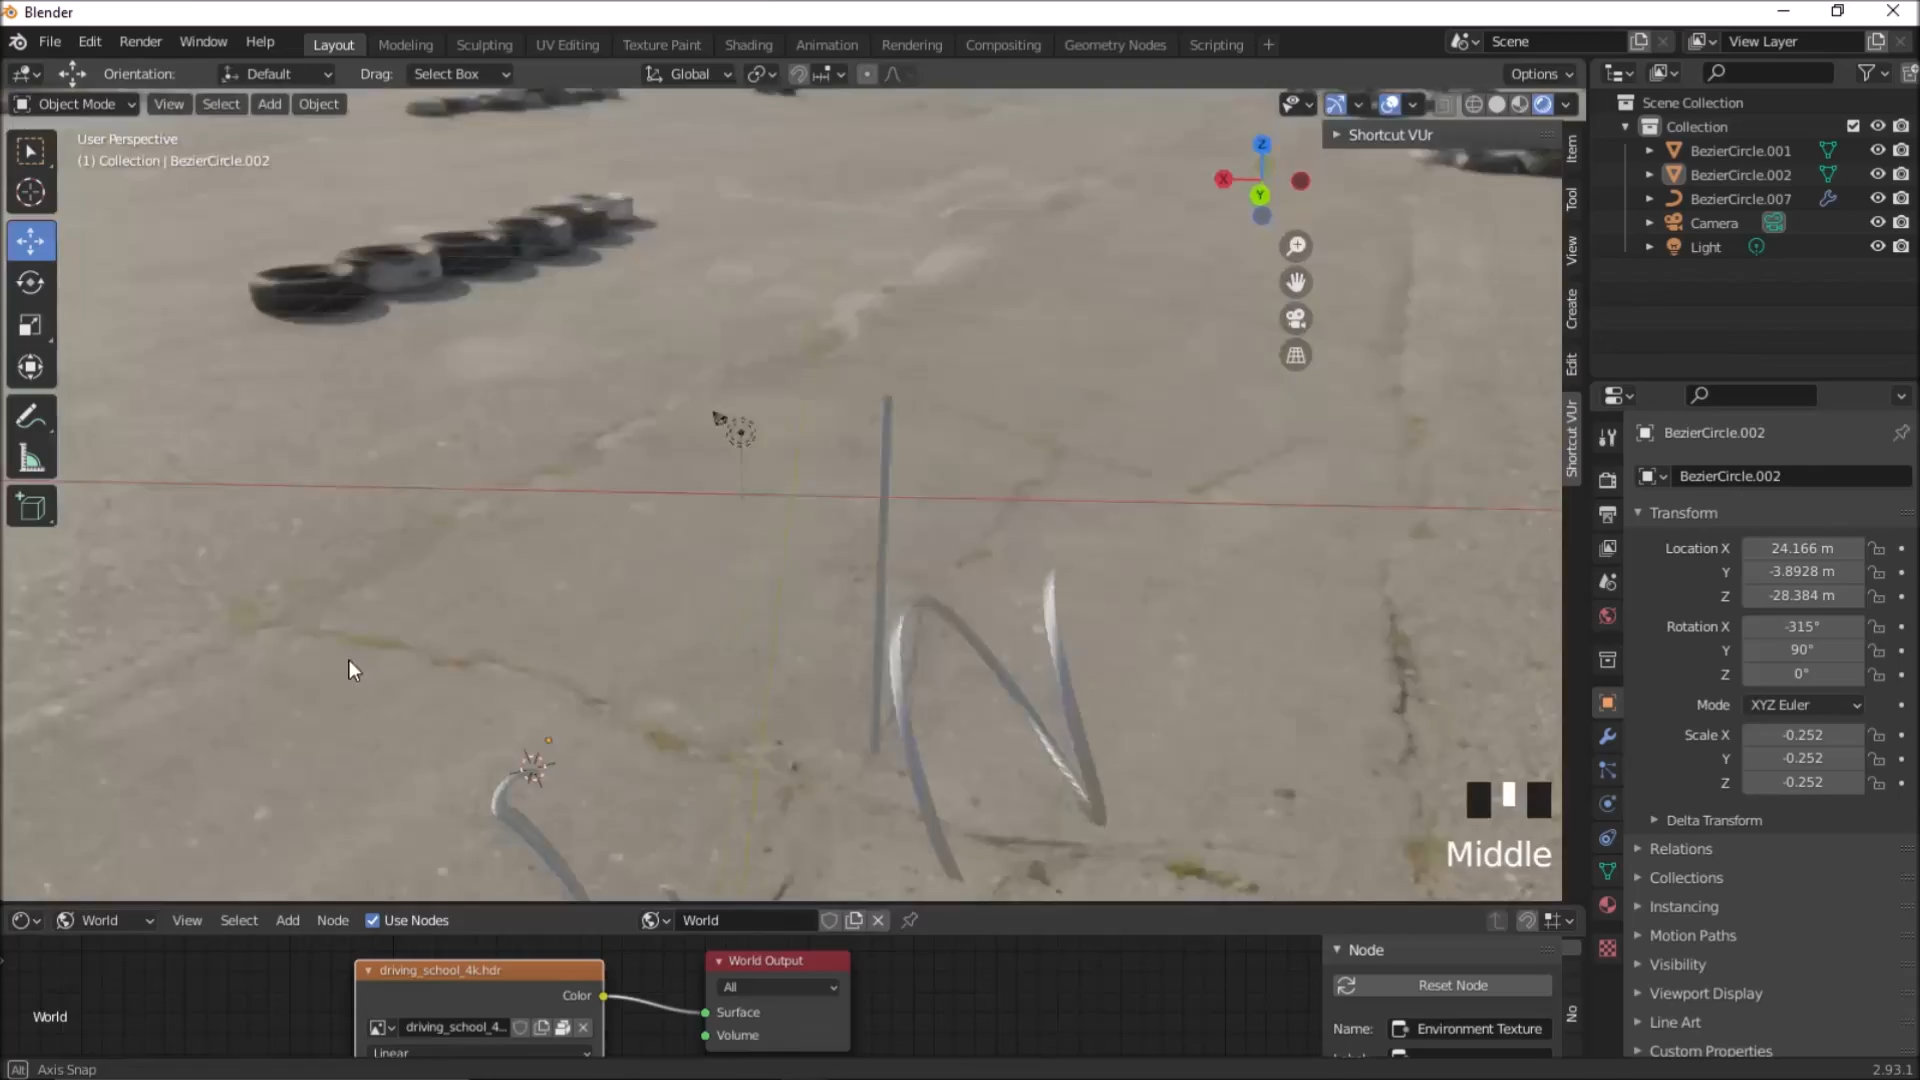 Blender
File Edit Render Window Help Layout Modeling Sculpting UV Editing Texture Paint Shading Animation Rendering Compositing Geometry Nodes Scripting + Scene View Layer
Orientation: Default Drag: Select Box Global Options
Object Mode View Select Add Object
User Perspective
(1) Collection | BezierCircle.002
Shortcut VUr
Z
X
Y
Item
Tool
View
Create
Edit
Shortcut VUr
Scene Collection
Collection
BezierCircle.001
BezierCircle.002
BezierCircle.007
Camera
Light
BezierCircle.002
BezierCircle.002
Transform
Location X 24.166 m
Y -3.8928 m
Z -28.384 m
Rotation X -315°
Y 90°
Z 0°
Mode XYZ Euler
Scale X -0.252
Y -0.252
Z -0.252
Delta Transform
Relations
Collections
Instancing
Motion Paths
Visibility
Viewport Display
Line Art
Custom Properties
Middle
World View Select Add Node Use Nodes World
driving_school_4k.hdr
Color
driving_school_4...
Linear
World Output
All
Surface
Volume
World
Node
Reset Node
Name: Environment Texture
No
Alt Axis Snap
2.93.1